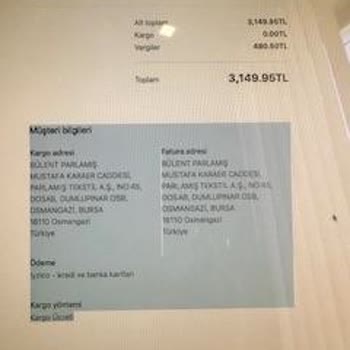 Alt toplam 3,149.95TL
Kargo 0.00TL
Vergiler 480.50TL
Toplam 3,149.95TL
Müşteri bilgileri
Kargo adresi
BÜLENT PARLAMIŞ
MUSTAFA KARAER CADDESİ,
PARLAMIŞ TEKSTİL A.Ş., NO:45,
DOSAB, DUMLUPINAR OSB,
OSMANGAZİ, BURSA
16110 Osmangazi
Türkiye
Fatura adresi
BÜLENT PARLAMIŞ
MUSTAFA KARAER CADDESİ,
PARLAMIŞ TEKSTİL A.Ş., NO:45,
DOSAB, DUMLUPINAR OSB,
OSMANGAZİ, BURSA
16110 Osmangazi
Türkiye
Ödeme
Iyzico - kredi ve banka kartları
Kargo yöntemi
Kargo Ücreti